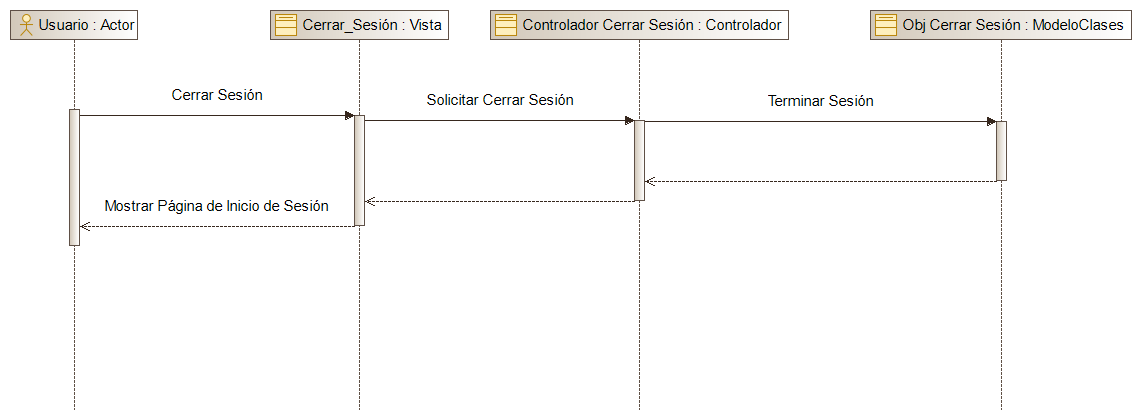 Usuario : Actor
Cerrar_Sesión : Vista
Controlador Cerrar Sesión : Controlador
Obj Cerrar Sesión : ModeloClases
Cerrar Sesión
Solicitar Cerrar Sesión
Terminar Sesión
Mostrar Página de Inicio de Sesión